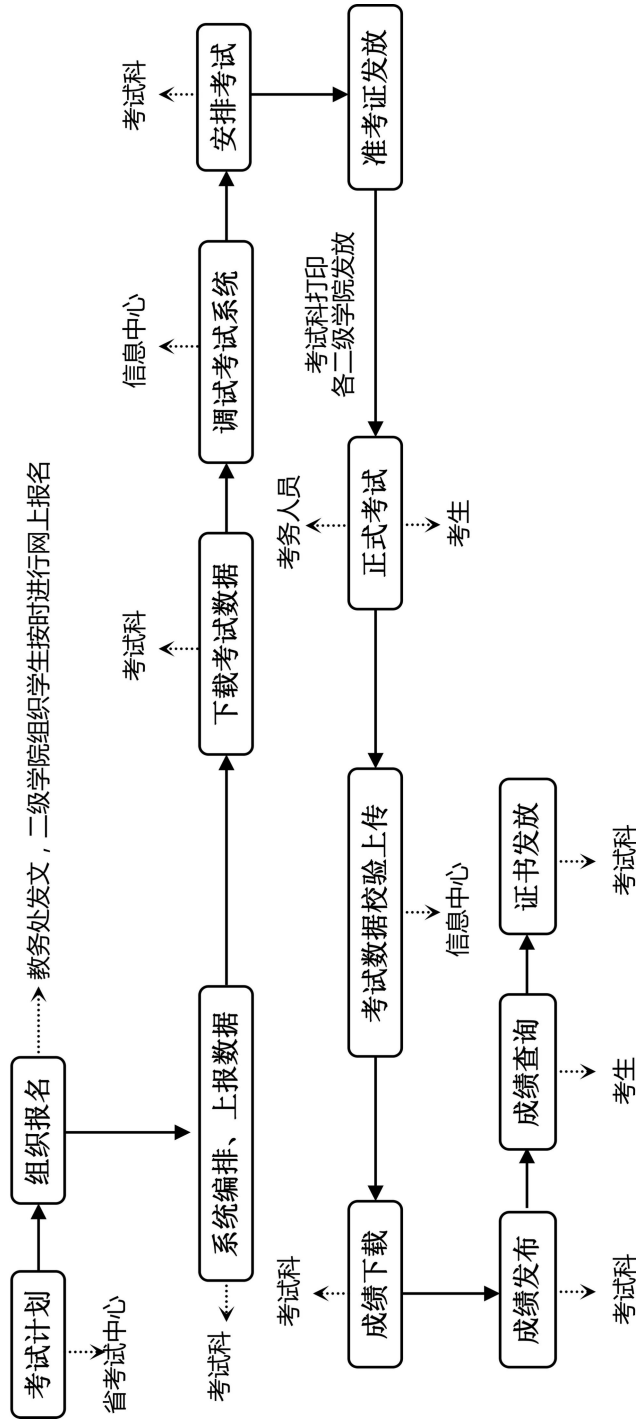 考试计划
省考试中心
组织报名
教务处发文，二级学院组织学生按时进行网上报名
系统编排、上报数据
考试科
下载考试数据
考试科
调试考试系统
信息中心
安排考试
考试科
准考证发放
考试科打印
各二级学院发放
正式考试
考务人员
考生
考试数据校验上传
信息中心
成绩下载
考试科
成绩发布
考试科
成绩查询
考生
证书发放
考试科